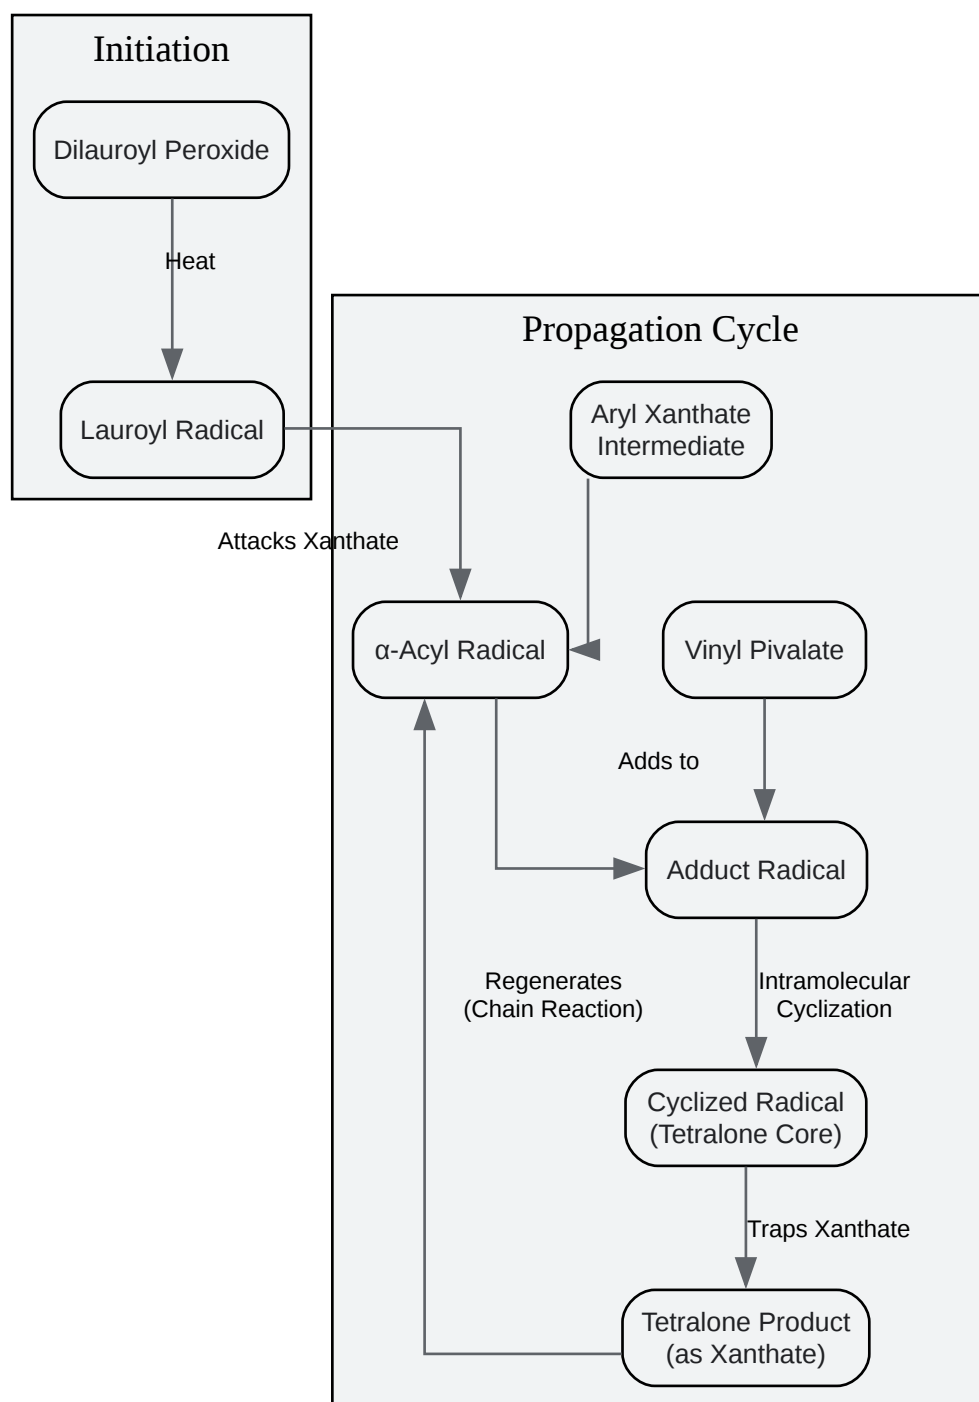 Initiation
Dilauroyl Peroxide
Heat
Lauroyl Radical
Propagation Cycle
Aryl Xanthate
Intermediate
Attacks Xanthate
α-Acyl Radical
Vinyl Pivalate
Adds to
Adduct Radical
Regenerates
(Chain Reaction)
Intramolecular
Cyclization
Cyclized Radical
(Tetralone Core)
Traps Xanthate
Tetralone Product
(as Xanthate)